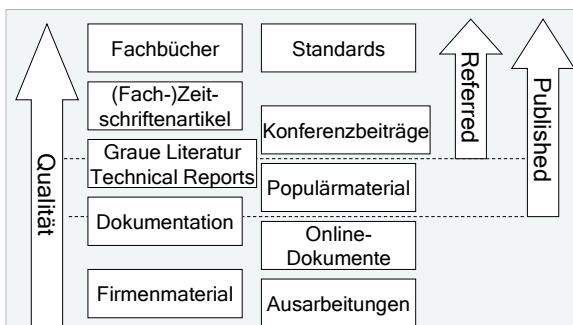 Fachbücher
Standards
(Fach-)Zeit-
schriftenartikel
Konferenzbeiträge
Graue Literatur
Technical Reports
Populärmaterial
Dokumentation
Online-
Dokumente
Firmenmaterial
Ausarbeitungen
Qualität
Referred
Published